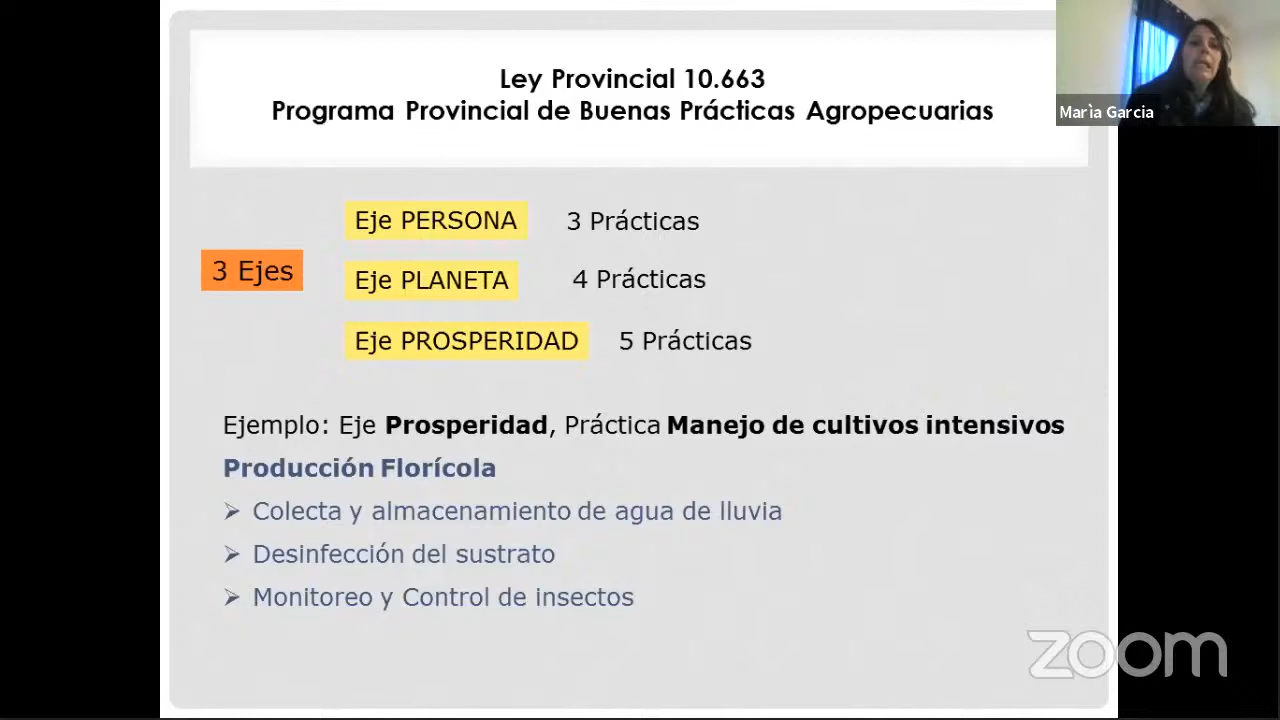 Ley Provincial 10.663
Programa Provincial de Buenas Prácticas Agropecuarias
Marìa Garcia
3 Ejes
Eje PERSONA 3 Prácticas
Eje PLANETA 4 Prácticas
Eje PROSPERIDAD 5 Prácticas
Ejemplo: Eje Prosperidad, Práctica Manejo de cultivos intensivos
Producción Florícola
➢ Colecta y almacenamiento de agua de lluvia
➢ Desinfección del sustrato
➢ Monitoreo y Control de insectos
zoom